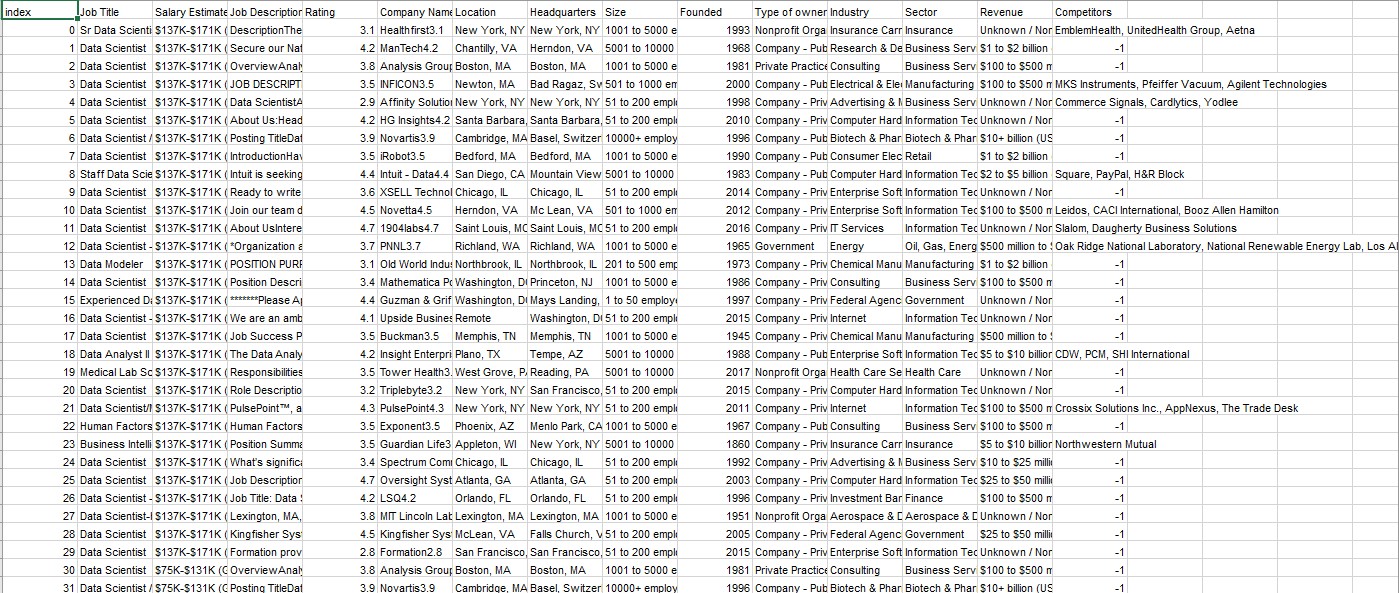 index Job Title Salary Estimate Job Description Rating Company Name Location Headquarters Size Founded Type of owner Industry Sector Revenue Competitors
0 Sr Data Scienti $137K-$171K ( DescriptionThe 3.1 Healthfirst3.1 New York, NY New York, NY 1001 to 5000 e 1993 Nonprofit Orga Insurance Carr Insurance Unknown / Non EmblemHealth, UnitedHealth Group, Aetna
1 Data Scientist $137K-$171K ( Secure our Nat 4.2 ManTech4.2 Chantilly, VA Herndon, VA 5001 to 10000 1968 Company - Pub Research & De Business Serv $1 to $2 billion -1
2 Data Scientist $137K-$171K ( OverviewAnaly 3.8 Analysis Group Boston, MA Boston, MA 1001 to 5000 e 1981 Private Practice Consulting Business Serv $100 to $500 m -1
3 Data Scientist $137K-$171K ( JOB DESCRIPT 3.5 INFICON3.5 Newton, MA Bad Ragaz, Sw 501 to 1000 em 2000 Company - Pub Electrical & Ele Manufacturing $100 to $500 m MKS Instruments, Pfeiffer Vacuum, Agilent Technologies
4 Data Scientist $137K-$171K ( Data ScientistA 2.9 Affinity Solution New York, NY New York, NY 51 to 200 empl 1998 Company - Priv Advertising & M Business Serv Unknown / Non Commerce Signals, Cardlytics, Yodlee
5 Data Scientist $137K-$171K ( About Us:Head 4.2 HG Insights4.2 Santa Barbara, Santa Barbara, 51 to 200 empl 2010 Company - Priv Computer Hard Information Tec Unknown / Non -1
6 Data Scientist / $137K-$171K ( Posting TitleDat 3.9 Novartis3.9 Cambridge, MA Basel, Switzer 10000+ employ 1996 Company - Pub Biotech & Phar Biotech & Phar $10+ billion (US -1
7 Data Scientist $137K-$171K ( IntroductionHav 3.5 iRobot3.5 Bedford, MA Bedford, MA 1001 to 5000 e 1990 Company - Pub Consumer Elec Retail $1 to $2 billion -1
8 Staff Data Scie $137K-$171K ( Intuit is seeking 4.4 Intuit - Data4.4 San Diego, CA Mountain View 5001 to 10000 1983 Company - Pub Computer Hard Information Tec $2 to $5 billion Square, PayPal, H&R Block
9 Data Scientist $137K-$171K ( Ready to write 3.6 XSELL Technol Chicago, IL Chicago, IL 51 to 200 empl 2014 Company - Priv Enterprise Soft Information Tec Unknown / Non -1
10 Data Scientist $137K-$171K ( Join our team d 4.5 Novetta4.5 Herndon, VA Mc Lean, VA 501 to 1000 em 2012 Company - Priv Enterprise Soft Information Tec $100 to $500 m Leidos, CACI International, Booz Allen Hamilton
11 Data Scientist $137K-$171K ( About UsIntere 4.7 1904labs4.7 Saint Louis, MO Saint Louis, MO 51 to 200 empl 2016 Company - Priv IT Services Information Tec Unknown / Non Slalom, Daugherty Business Solutions
12 Data Scientist - $137K-$171K ( *Organization a 3.7 PNNL3.7 Richland, WA Richland, WA 1001 to 5000 e 1965 Government Energy Oil, Gas, Energ $500 million to $ Oak Ridge National Laboratory, National Renewable Energy Lab, Los Al
13 Data Modeler $137K-$171K ( POSITION PURP 3.1 Old World Indus Northbrook, IL Northbrook, IL 201 to 500 emp 1973 Company - Priv Chemical Manu Manufacturing $1 to $2 billion -1
14 Data Scientist $137K-$171K ( Position Descri 3.4 Mathematica Po Washington, DC Princeton, NJ 1001 to 5000 e 1986 Company - Priv Consulting Business Serv $100 to $500 m -1
15 Experienced Da $137K-$171K ( *******Please Ap 4.4 Guzman & Grif Washington, DC Mays Landing, 1 to 50 employe 1997 Company - Priv Federal Agenc Government Unknown / Non -1
16 Data Scientist - $137K-$171K ( We are an amb 4.1 Upside Busines Remote Washington, DC 51 to 200 empl 2015 Company - Priv Internet Information Tec Unknown / Non -1
17 Data Scientist $137K-$171K ( Job Success P 3.5 Buckman3.5 Memphis, TN Memphis, TN 1001 to 5000 e 1945 Company - Priv Chemical Manu Manufacturing $500 million to $ -1
18 Data Analyst II $137K-$171K ( The Data Analy 4.2 Insight Enterpri Plano, TX Tempe, AZ 5001 to 10000 1988 Company - Pub Enterprise Soft Information Tec $5 to $10 billion CDW, PCM, SHI International
19 Medical Lab Sc $137K-$171K ( Responsibilities 3.5 Tower Health3. West Grove, PA Reading, PA 5001 to 10000 2017 Nonprofit Orga Health Care Se Health Care Unknown / Non -1
20 Data Scientist $137K-$171K ( Role Descriptio 3.2 Triplebyte3.2 New York, NY San Francisco, 51 to 200 empl 2015 Company - Priv Computer Hard Information Tec Unknown / Non -1
21 Data Scientist/M $137K-$171K ( PulsePoint™, a 4.3 PulsePoint4.3 New York, NY New York, NY 51 to 200 empl 2011 Company - Priv Internet Information Tec $100 to $500 m Crossix Solutions Inc., AppNexus, The Trade Desk
22 Human Factors $137K-$171K ( Human Factors 3.5 Exponent3.5 Phoenix, AZ Menlo Park, CA 1001 to 5000 e 1967 Company - Pub Consulting Business Serv $100 to $500 m -1
23 Business Intelli $137K-$171K ( Position Summa 3.5 Guardian Life3 Appleton, WI New York, NY 5001 to 10000 1860 Company - Priv Insurance Carr Insurance $5 to $10 billion Northwestern Mutual
24 Data Scientist $137K-$171K ( What's significa 3.4 Spectrum Com Chicago, IL Chicago, IL 51 to 200 empl 1992 Company - Priv Advertising & M Business Serv $10 to $25 milli -1
25 Data Scientist $137K-$171K ( Job Description 4.7 Oversight Syst Atlanta, GA Atlanta, GA 51 to 200 empl 2003 Company - Priv Computer Hard Information Tec $25 to $50 milli -1
26 Data Scientist - $137K-$171K ( Job Title: Data S 4.2 LSQ4.2 Orlando, FL Orlando, FL 51 to 200 empl 1996 Company - Priv Investment Ban Finance $100 to $500 m -1
27 Data Scientist-H $137K-$171K ( Lexington, MA, 3.8 MIT Lincoln Lab Lexington, MA Lexington, MA 1001 to 5000 e 1951 Nonprofit Orga Aerospace & D Aerospace & D Unknown / Non -1
28 Data Scientist $137K-$171K ( Kingfisher Syst 4.5 Kingfisher Syst McLean, VA Falls Church, V 51 to 200 empl 2005 Company - Priv Federal Agenc Government $25 to $50 milli -1
29 Data Scientist $137K-$171K ( Formation prov 2.8 Formation2.8 San Francisco, San Francisco, 51 to 200 empl 2015 Company - Priv Enterprise Soft Information Tec Unknown / Non -1
30 Data Scientist $75K-$131K (G OverviewAnaly 3.8 Analysis Group Boston, MA Boston, MA 1001 to 5000 e 1981 Private Practice Consulting Business Serv $100 to $500 m -1
31 Data Scientist / $75K-$131K (G Posting TitleDat 3.9 Novartis3.9 Cambridge, MA Basel, Switzer 10000+ employ 1996 Company - Pub Biotech & Phar Biotech & Phar $10+ billion (US -1